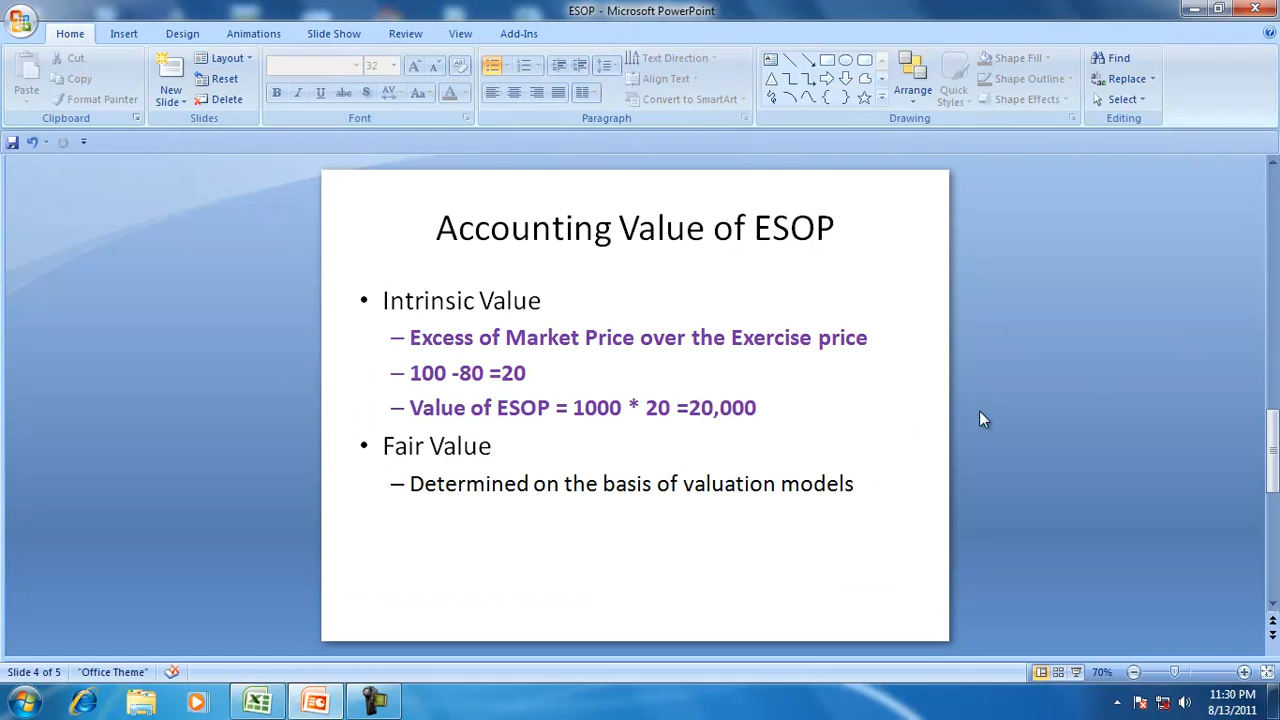 ESOP - Microsoft PowerPoint
Home Insert Design Animations Slide Show Review View Add-Ins
Paste
Cut
Copy
Format Painter
Clipboard
New
Slide
Layout
Reset
Delete
Slides
32
B I U abc S AV Aa A
Font
Text Direction
Align Text
Convert to SmartArt
Paragraph
Arrange
Quick
Styles
Shape Fill
Shape Outline
Shape Effects
Drawing
Find
Replace
Select
Editing
Accounting Value of ESOP
• Intrinsic Value
– Excess of Market Price over the Exercise price
– 100 -80 =20
– Value of ESOP = 1000 * 20 =20,000
• Fair Value
– Determined on the basis of valuation models
Slide 4 of 5 "Office Theme" 70%
11:30 PM
8/13/2011